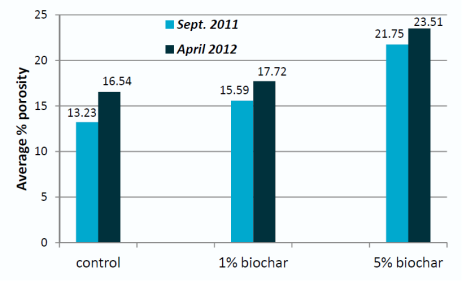 25
20
15
10
5
0
Average % porosity
Sept. 2011
April 2012
13.23
16.54
15.59
17.72
21.75
23.51
control
1% biochar
5% biochar